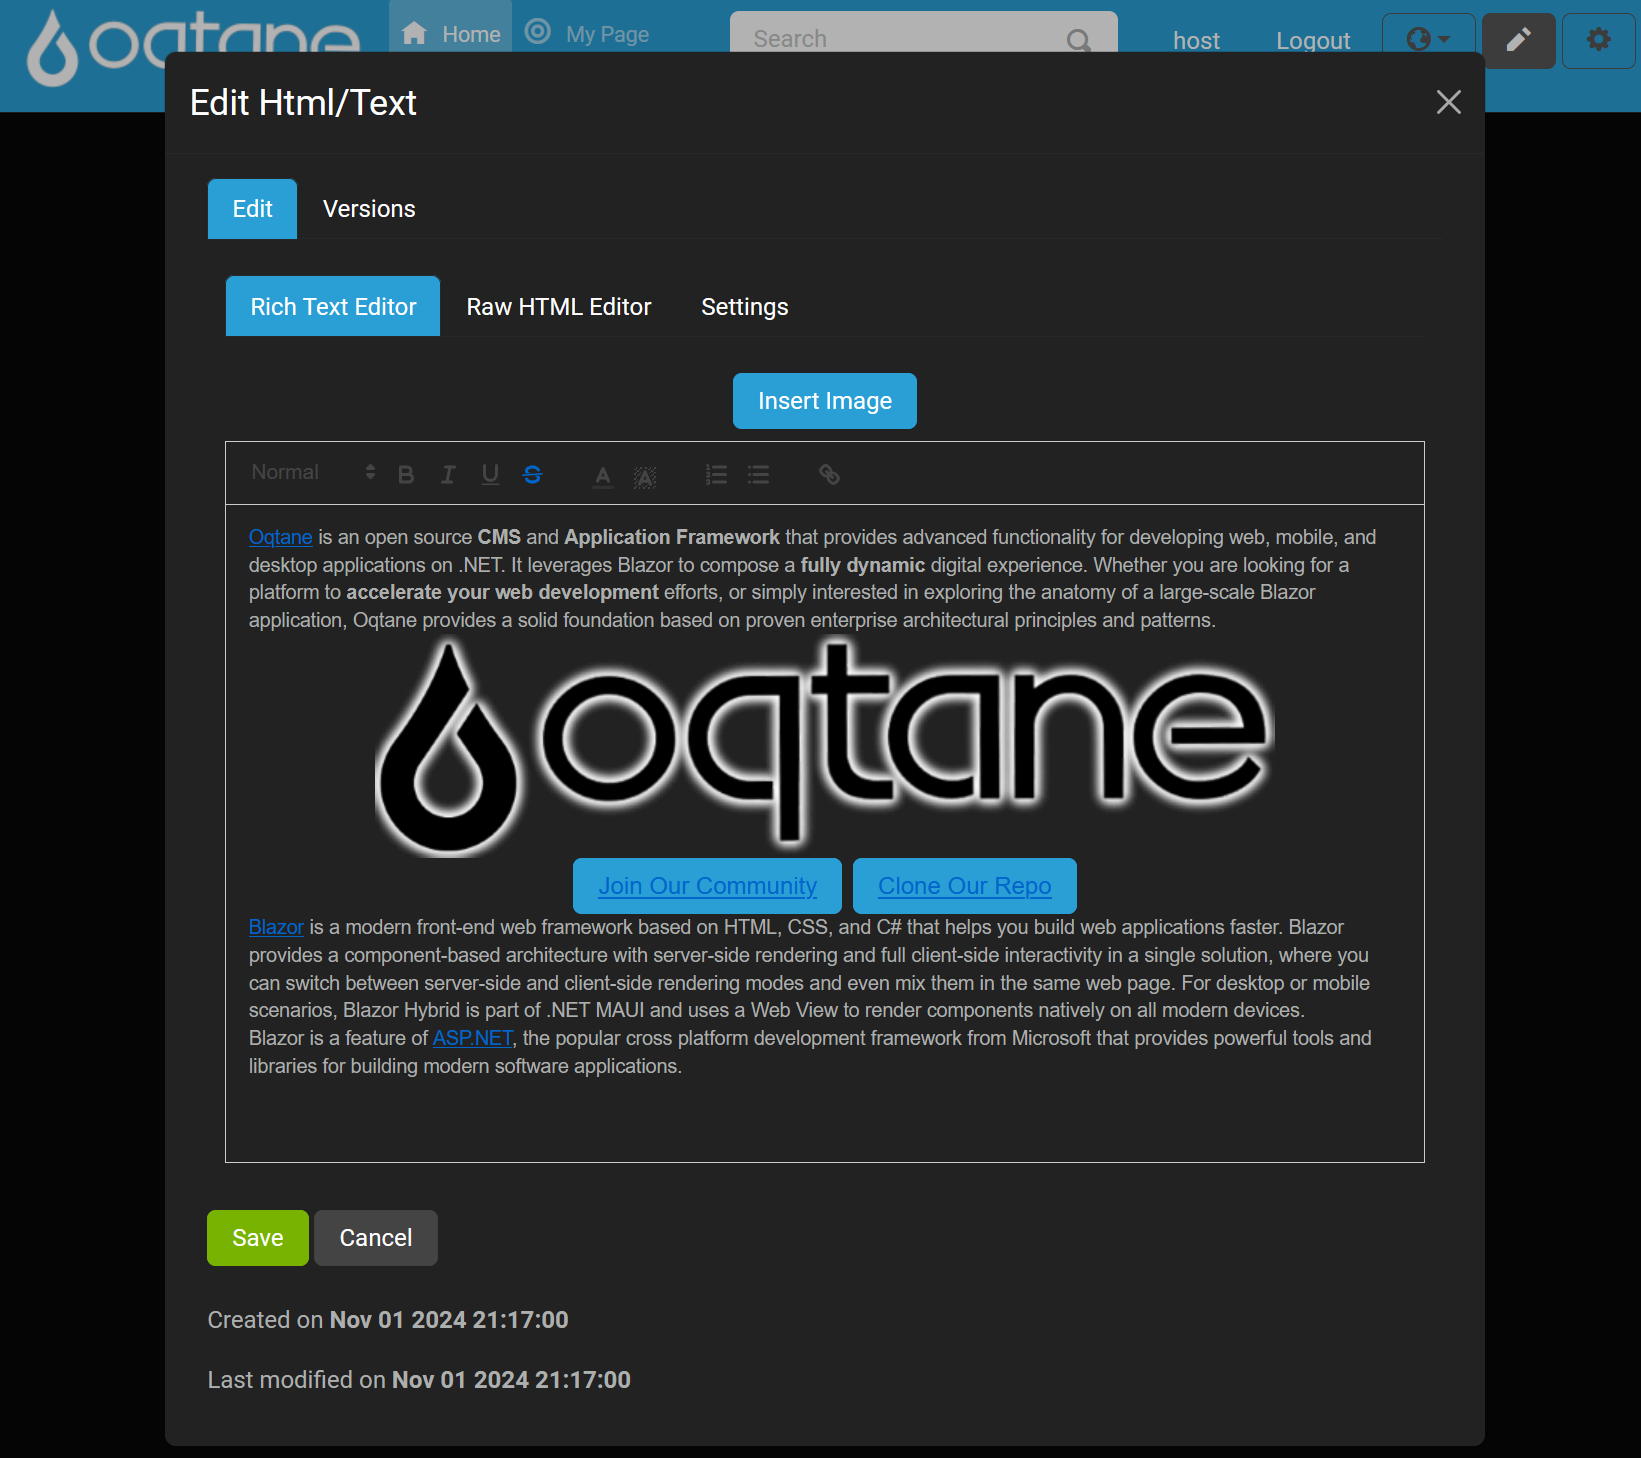 oqtane
Home
My Page
Search
host
Logout
Edit Html/Text
Edit
Versions
Rich Text Editor
Raw HTML Editor
Settings
Insert Image
Normal
Oqtane is an open source CMS and Application Framework that provides advanced functionality for developing web, mobile, and
desktop applications on .NET. It leverages Blazor to compose a fully dynamic digital experience. Whether you are looking for a
platform to accelerate your web development efforts, or simply interested in exploring the anatomy of a large-scale Blazor
application, Oqtane provides a solid foundation based on proven enterprise architectural principles and patterns.
oqtane
Join Our Community
Clone Our Repo
Blazor is a modern front-end web framework based on HTML, CSS, and C# that helps you build web applications faster. Blazor
provides a component-based architecture with server-side rendering and full client-side interactivity in a single solution, where you
can switch between server-side and client-side rendering modes and even mix them in the same web page. For desktop or mobile
scenarios, Blazor Hybrid is part of .NET MAUI and uses a Web View to render components natively on all modern devices.
Blazor is a feature of ASP.NET, the popular cross platform development framework from Microsoft that provides powerful tools and
libraries for building modern software applications.
Save
Cancel
Created on Nov 01 2024 21:17:00
Last modified on Nov 01 2024 21:17:00